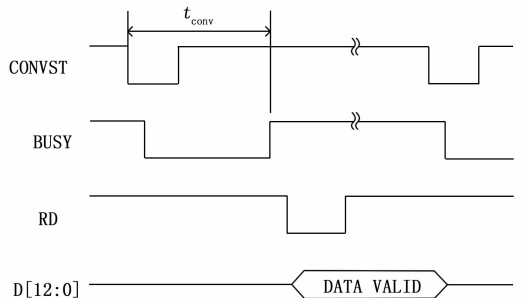 t_conv
CONVST
BUSY
RD
D[12:0]
DATA VALID